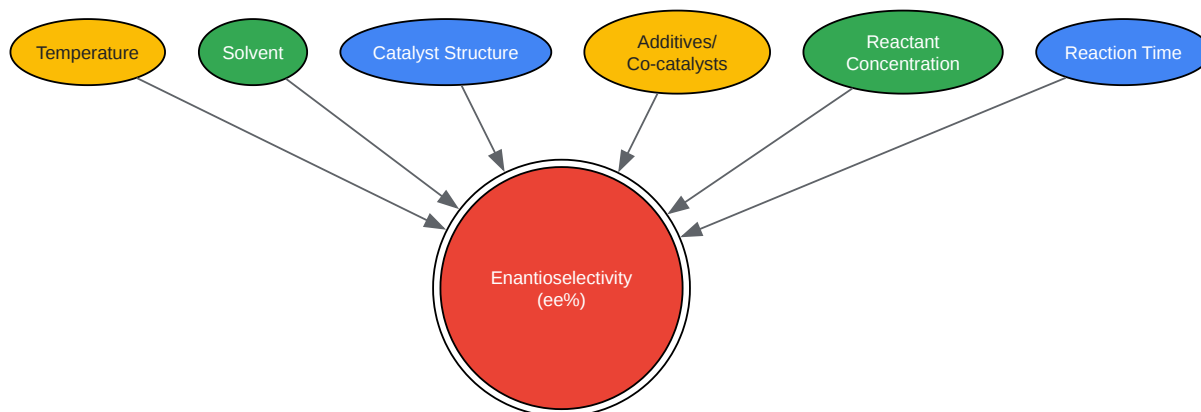 Temperature
Solvent
Catalyst Structure
Additives/
Co-catalysts
Reactant
Concentration
Reaction Time
Enantioselectivity
(ee%)